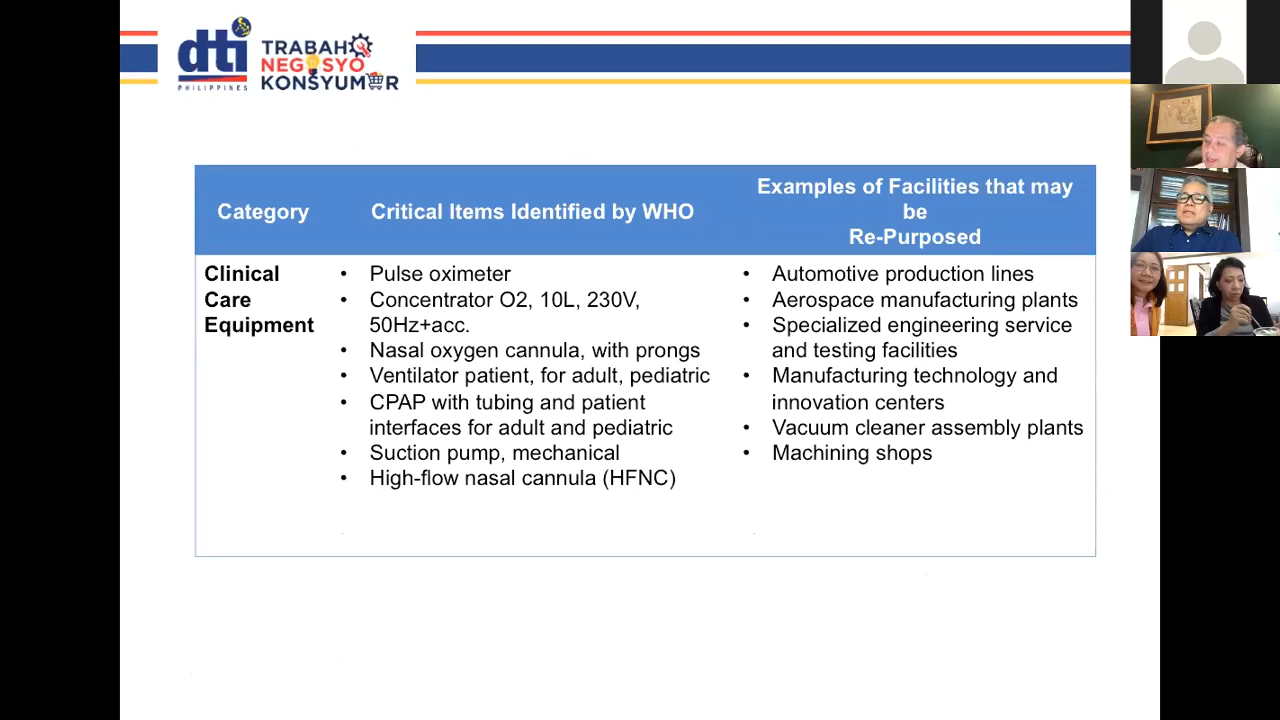 dti
PHILIPPINES
TRABAHO
NEGOSYO
KONSYUMER
Category
Critical Items Identified by WHO
Examples of Facilities that may
be
Re-Purposed
Clinical
Care
Equipment
• Pulse oximeter
• Concentrator O2, 10L, 230V,
50Hz+acc.
• Nasal oxygen cannula, with prongs
• Ventilator patient, for adult, pediatric
• CPAP with tubing and patient
interfaces for adult and pediatric
• Suction pump, mechanical
• High-flow nasal cannula (HFNC)
• Automotive production lines
• Aerospace manufacturing plants
• Specialized engineering service
and testing facilities
• Manufacturing technology and
innovation centers
• Vacuum cleaner assembly plants
• Machining shops